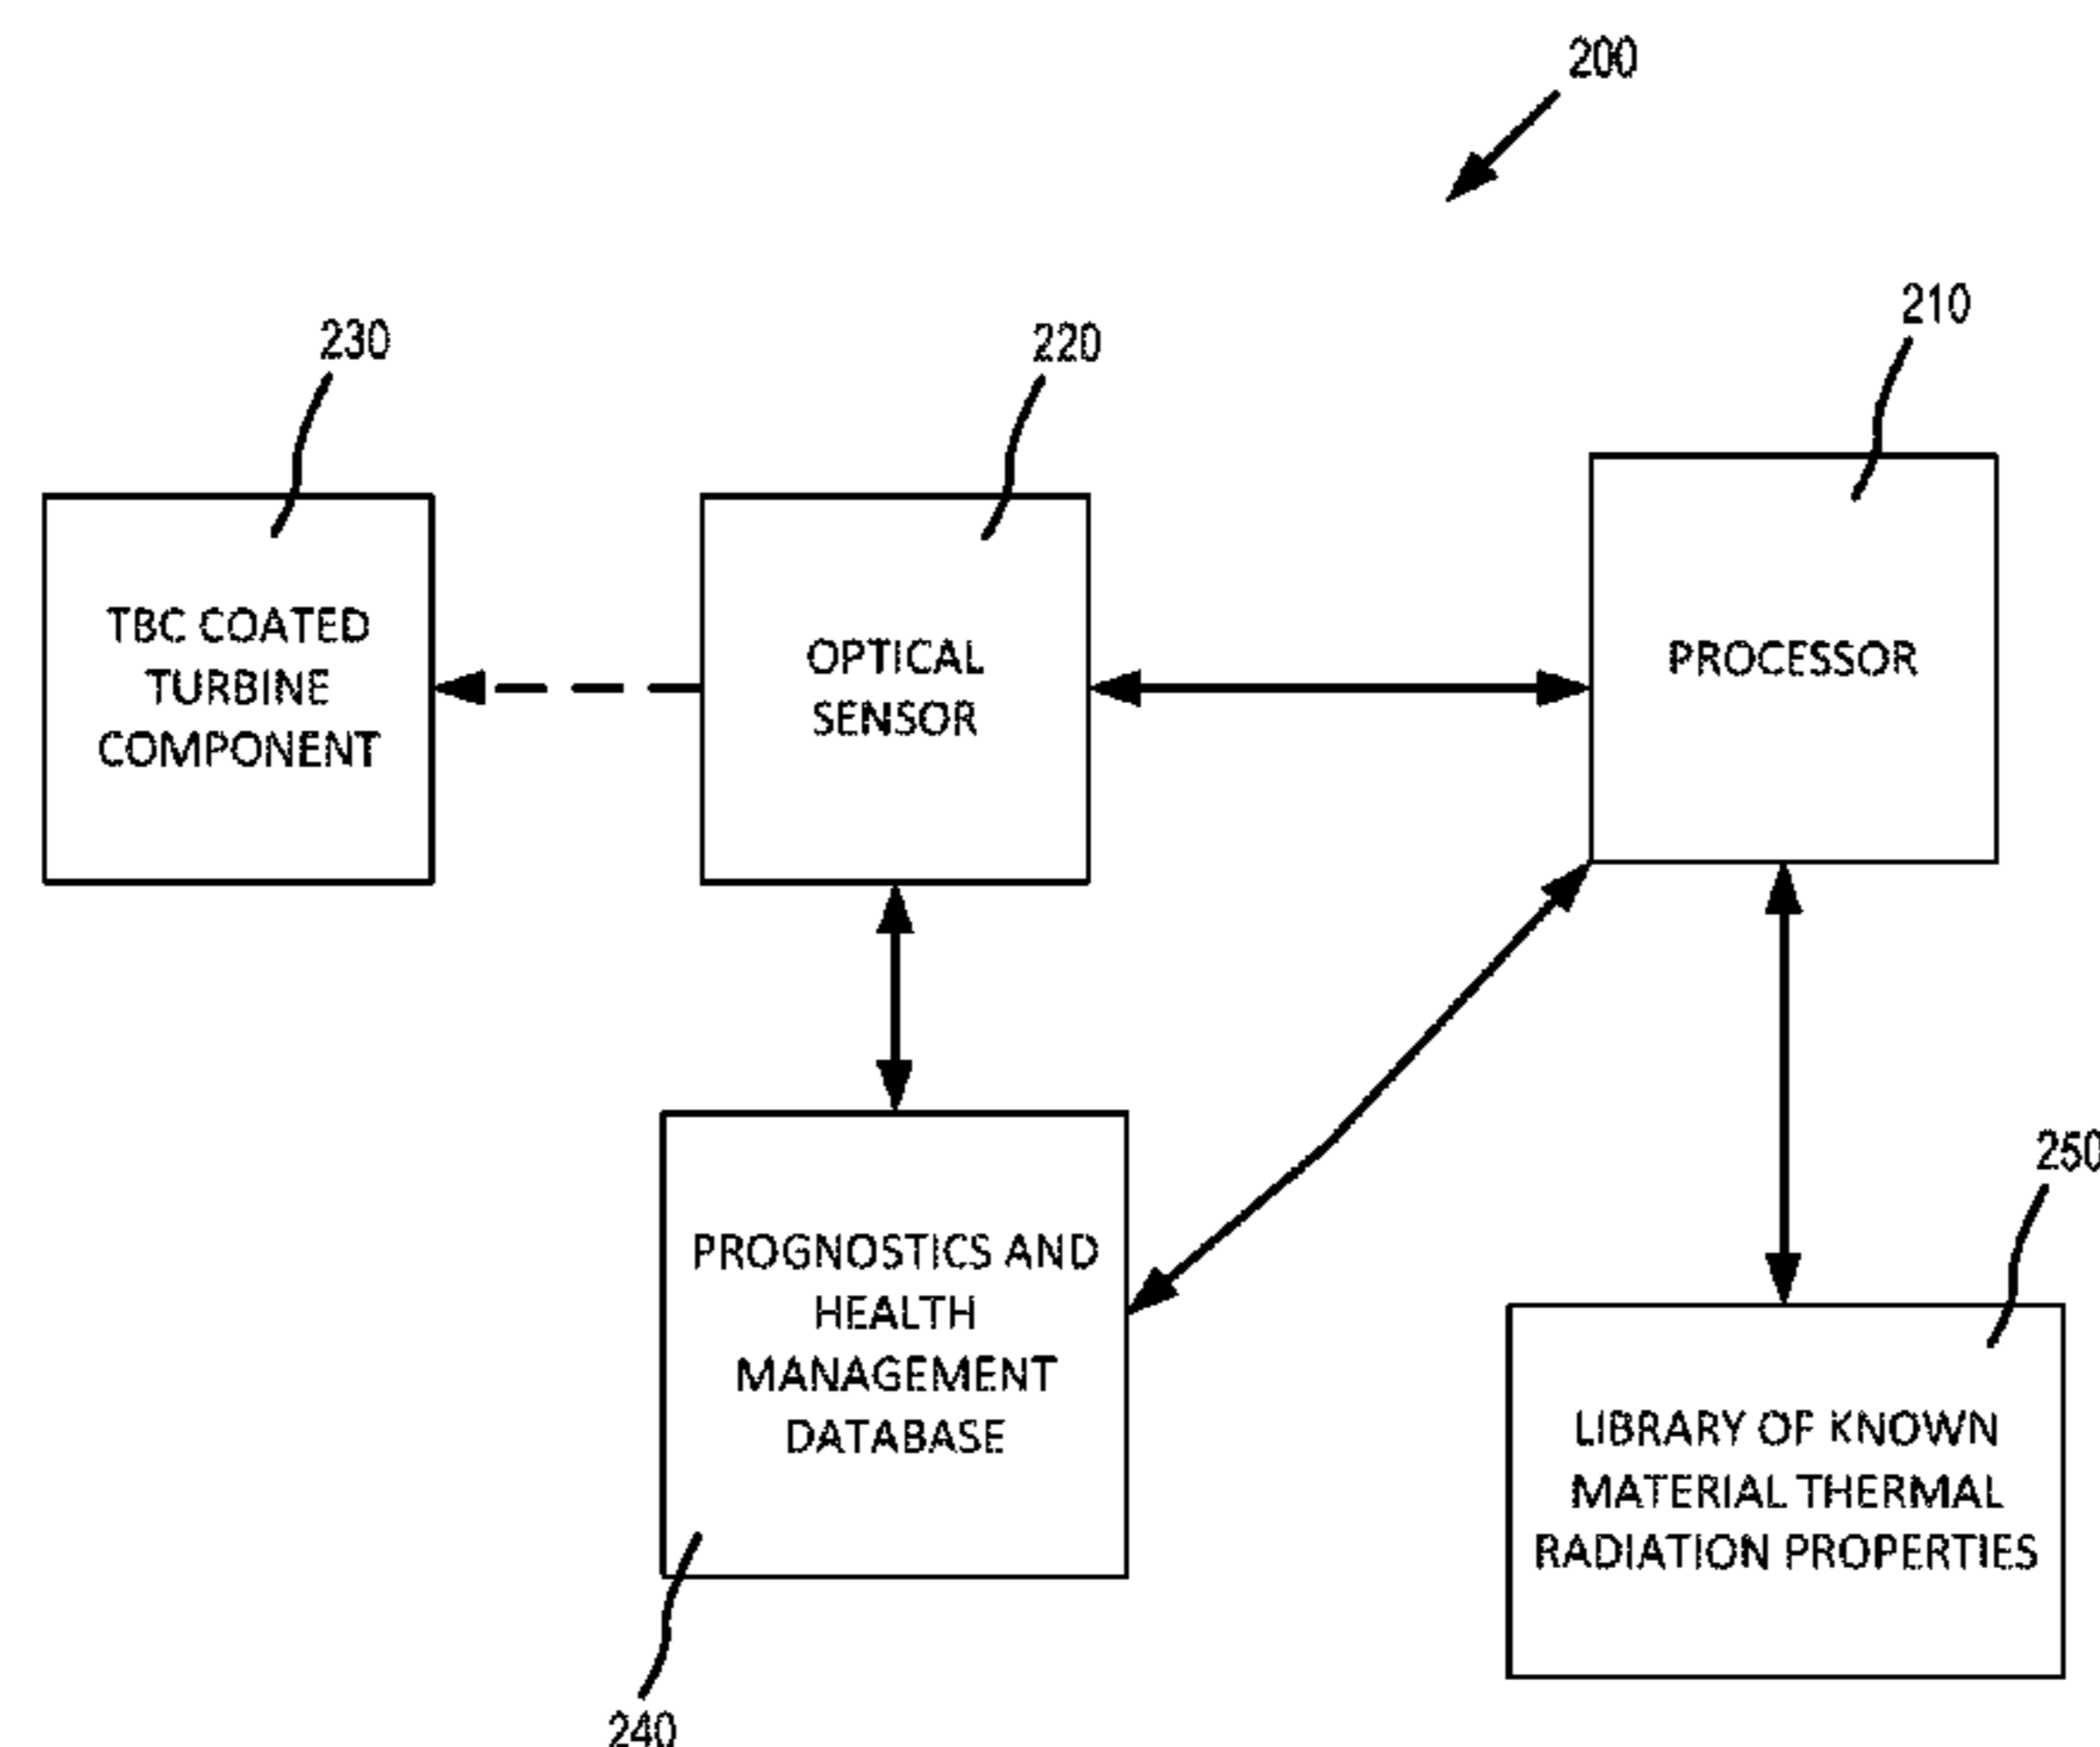 200
210
230
220
TBC COATED
TURBINE
COMPONENT
OPTICAL
SENSOR
PROCESSOR
250
PROGNOSTICS AND
HEALTH
MANAGEMENT
DATABASE
LIBRARY OF KNOWN
MATERIAL THERMAL
RADIATION PROPERTIES
240